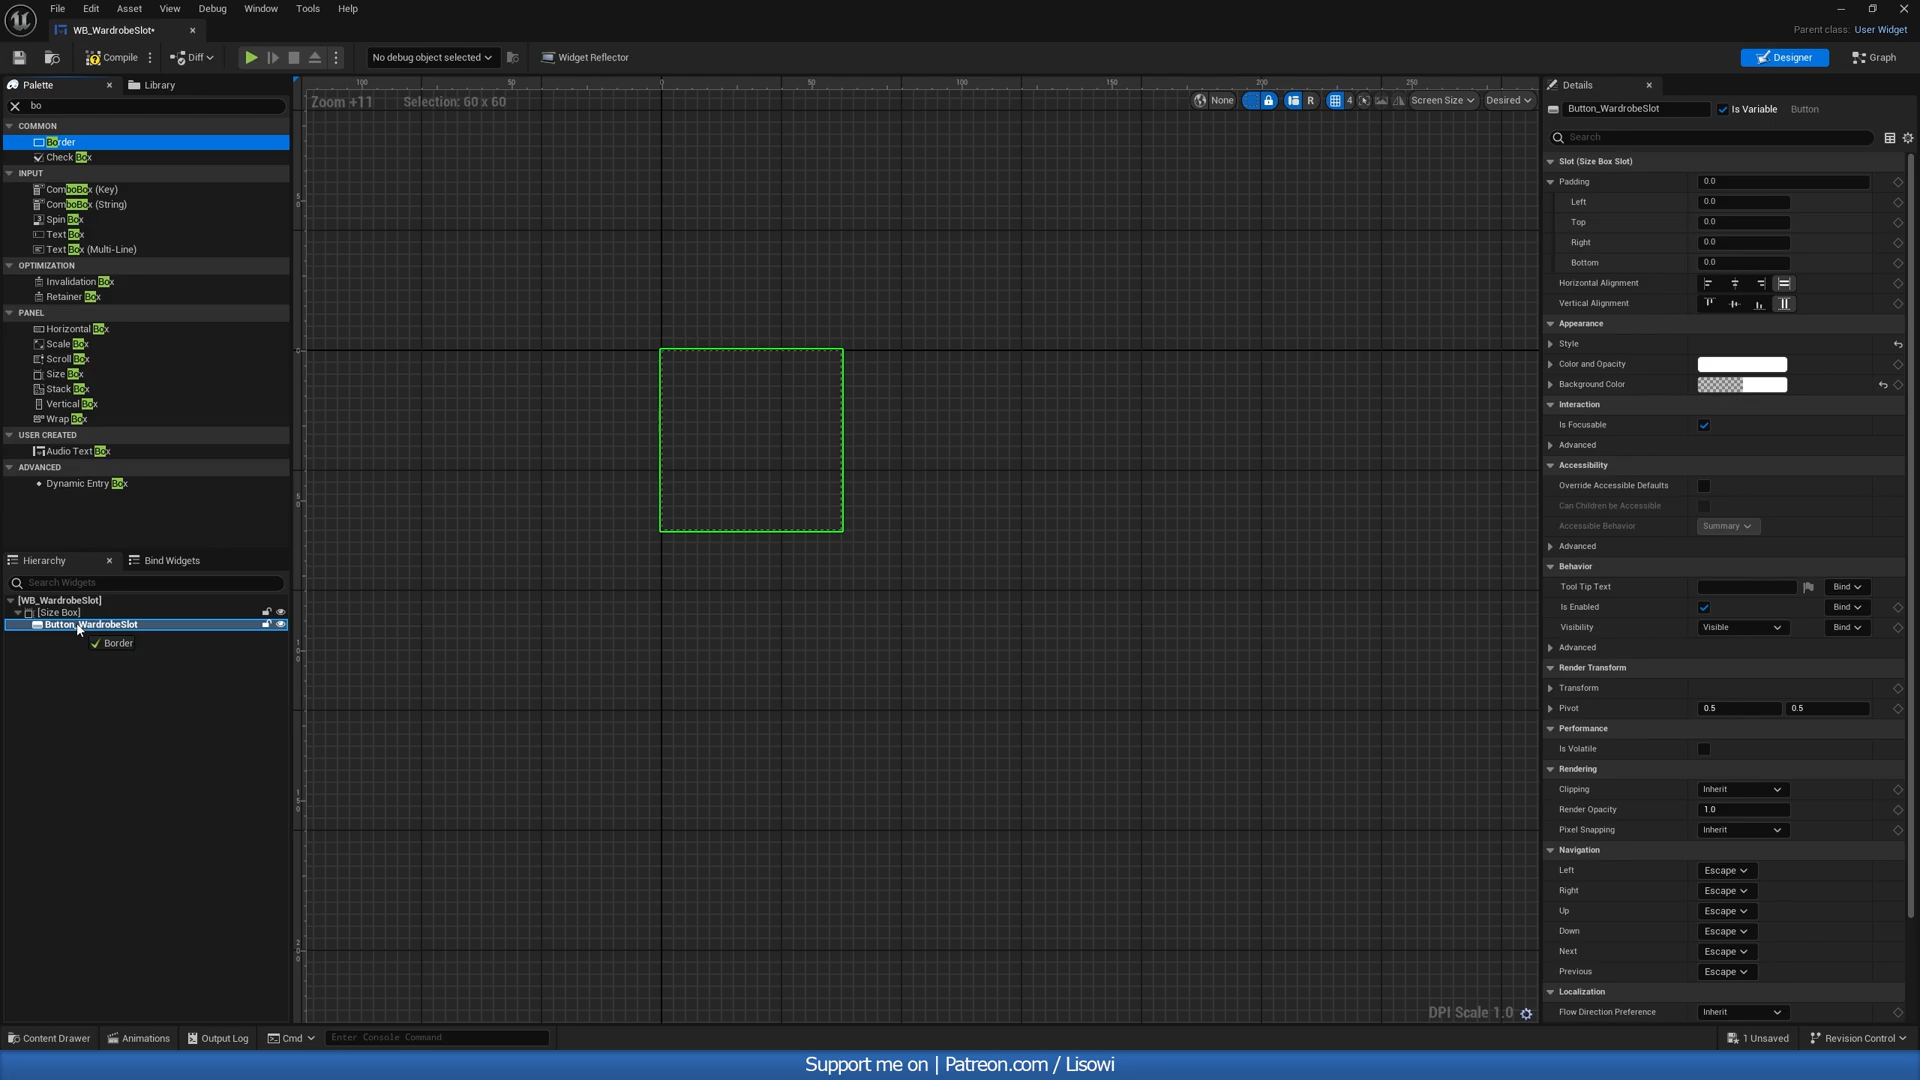 File Edit Asset View Debug Window Tools Help
WB_WardrobeSlot*
Parent class: User Widget
Compile Diff No debug object selected Widget Reflector Designer Graph
Palette Library
bo
COMMON
Border
Check Box
INPUT
ComboBox (Key)
ComboBox (String)
Spin Box
Text Box
Text Box (Multi-Line)
OPTIMIZATION
Invalidation Box
Retainer Box
PANEL
Horizontal Box
Scale Box
Scroll Box
Size Box
Stack Box
Vertical Box
Wrap Box
USER CREATED
Audio Text Box
ADVANCED
Dynamic Entry Box
Hierarchy Bind Widgets
Search Widgets
[WB_WardrobeSlot]
[Size Box]
Button_WardrobeSlot
Border
100 50 0 50 100 150 200 250
Zoom +11 Selection: 60 x 60
None R 4 Screen Size Desired
DPI Scale 1.0
Details
Button_WardrobeSlot Is Variable Button
Search
Slot (Size Box Slot)
Padding 0.0
Left 0.0
Top 0.0
Right 0.0
Bottom 0.0
Horizontal Alignment
Vertical Alignment
Appearance
Style
Color and Opacity
Background Color
Interaction
Is Focusable
Advanced
Accessibility
Override Accessible Defaults
Can Children be Accessible
Accessible Behavior Summary
Advanced
Behavior
Tool Tip Text Bind
Is Enabled Bind
Visibility Visible Bind
Advanced
Render Transform
Transform
Pivot 0.5 0.5
Performance
Is Volatile
Rendering
Clipping Inherit
Render Opacity 1.0
Pixel Snapping Inherit
Navigation
Left Escape
Right Escape
Up Escape
Down Escape
Next Escape
Previous Escape
Localization
Flow Direction Preference Inherit
Content Drawer Animations Output Log Cmd Enter Console Command 1 Unsaved Revision Control
Support me on | Patreon.com / Lisowi